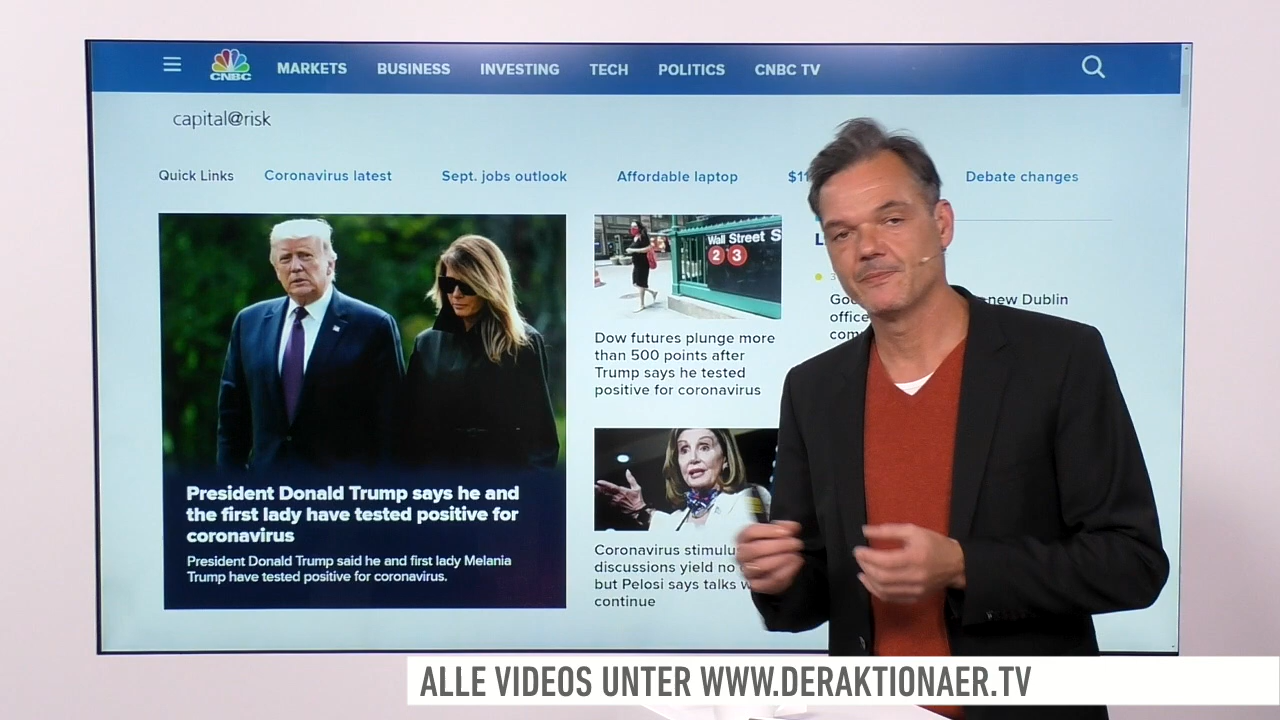 CNBC
MARKETS BUSINESS INVESTING TECH POLITICS CNBC TV
capital@risk
Quick Links Coronavirus latest Sept. jobs outlook Affordable laptop Debate changes
President Donald Trump says he and
the first lady have tested positive for
coronavirus
President Donald Trump said he and first lady Melania
Trump have tested positive for coronavirus.
Wall Street S
2 3
Dow futures plunge more
than 500 points after
Trump says he tested
positive for coronavirus
Coronavirus stimulus
discussions yield no
but Pelosi says talks
continue
new Dublin
office
ALLE VIDEOS UNTER WWW.DERAKTIONAER.TV